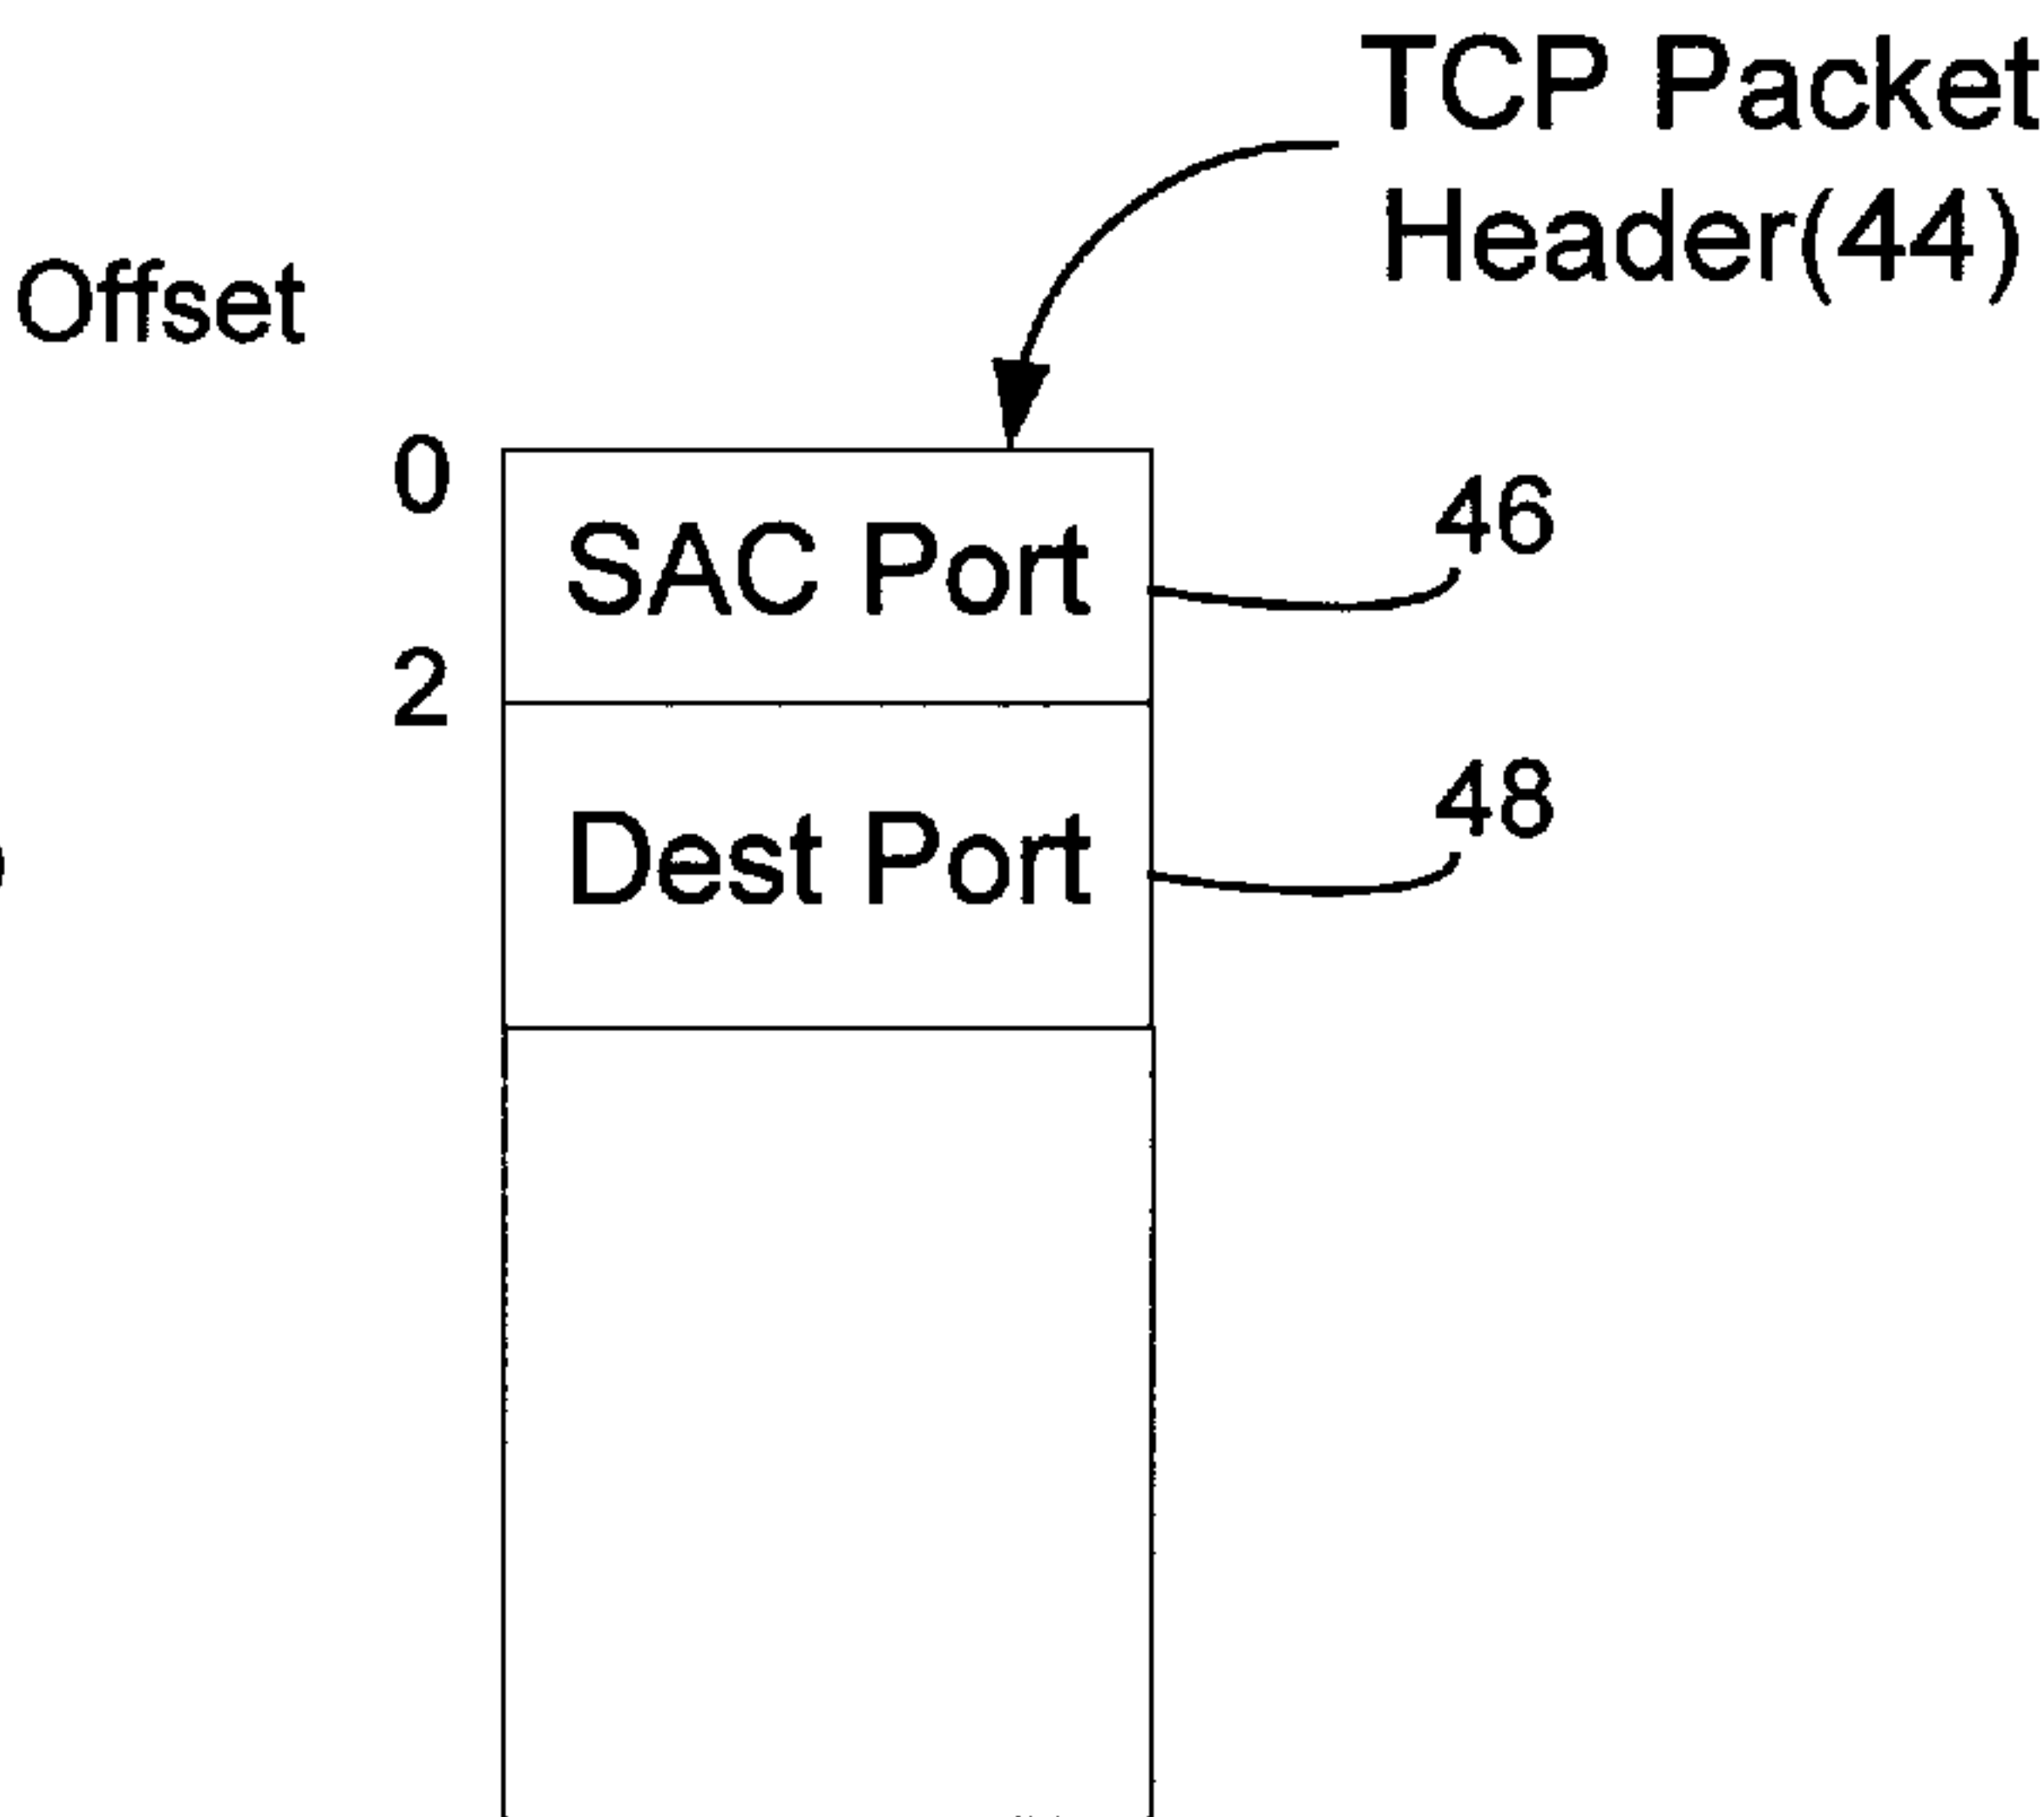 TCP Packet
Header(44)
Offset
0
SAC Port
46
2
Dest Port
48